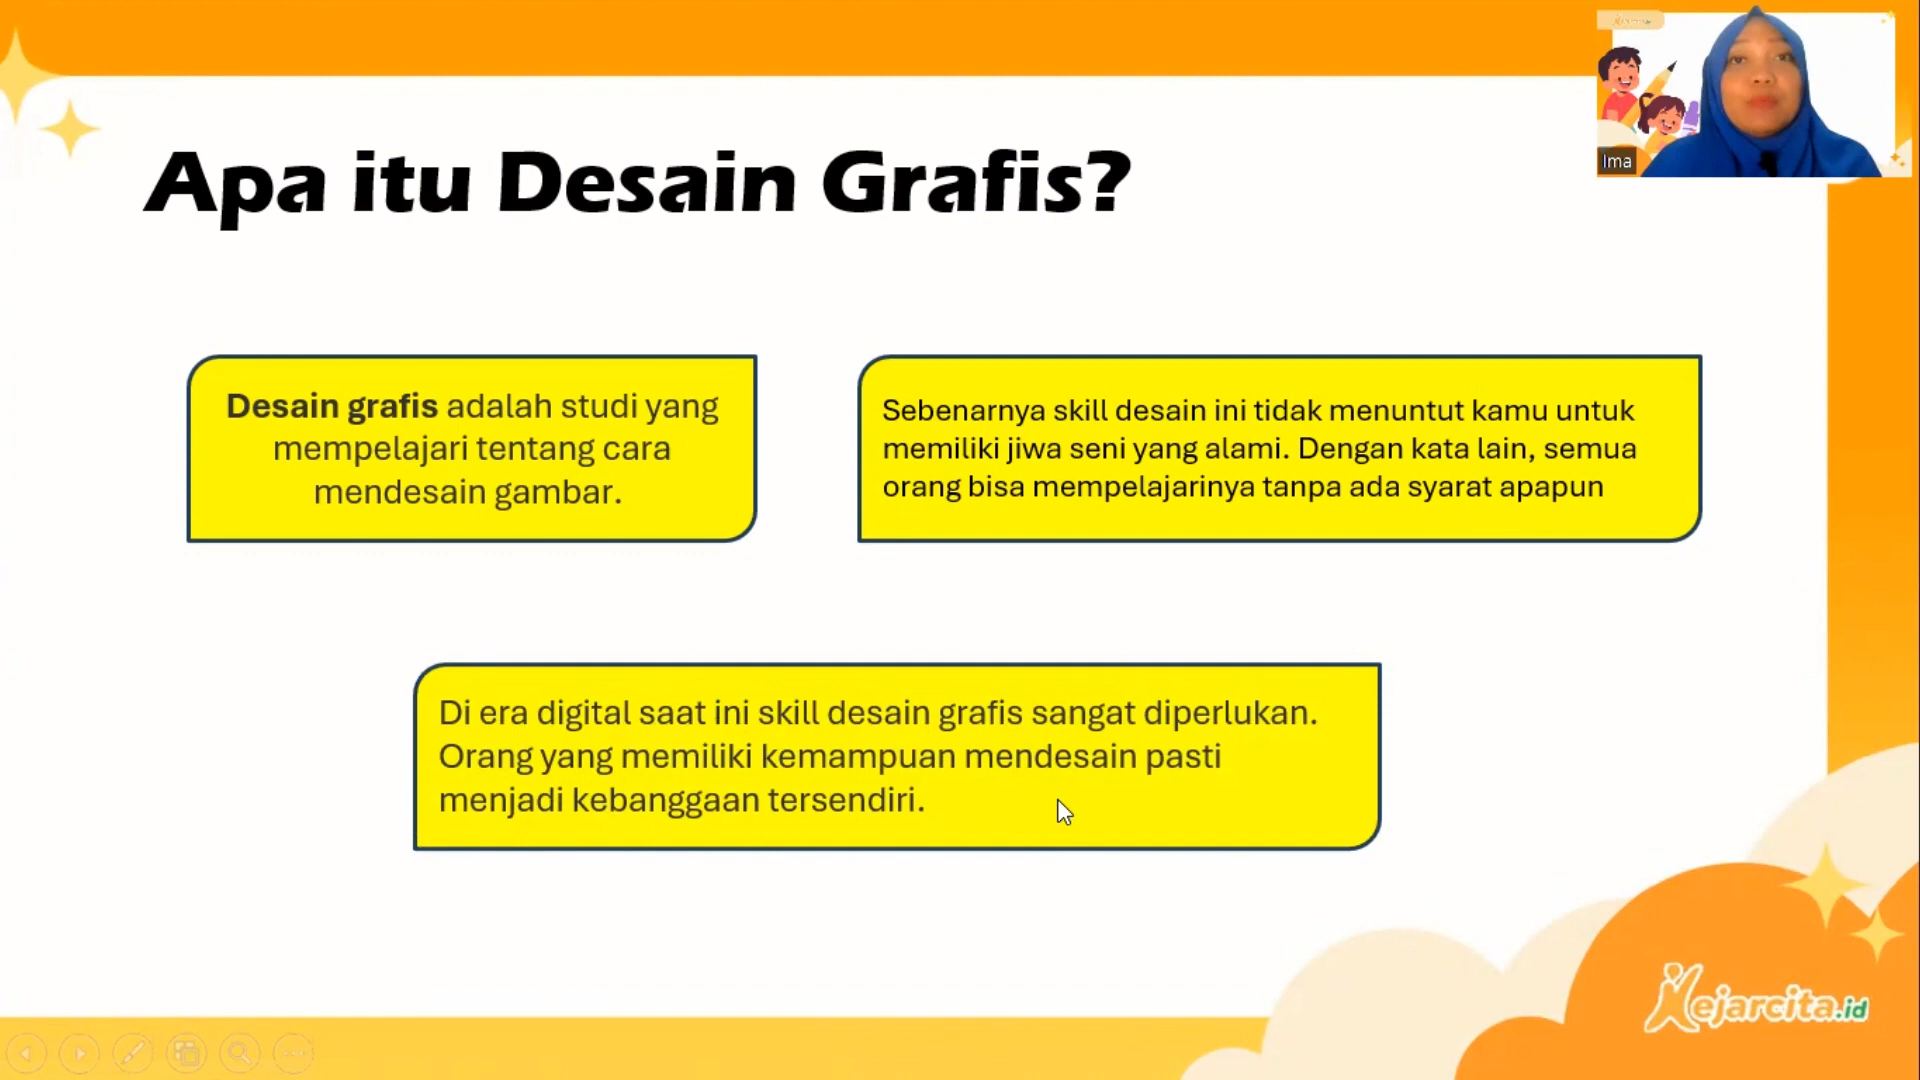 Apa itu Desain Grafis?
Desain grafis adalah studi yang
mempelajari tentang cara
mendesain gambar.
Sebenarnya skill desain ini tidak menuntut kamu untuk
memiliki jiwa seni yang alami. Dengan kata lain, semua
orang bisa mempelajarinya tanpa ada syarat apapun
Di era digital saat ini skill desain grafis sangat diperlukan.
Orang yang memiliki kemampuan mendesain pasti
menjadi kebanggaan tersendiri.
Ima
Kejarcita.id